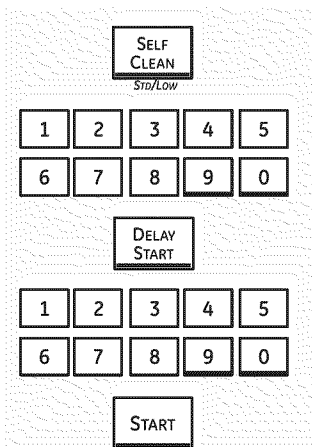 SELF
CLEAN
STD/LOW
1 2 3 4 5
6 7 8 9 0
DELAY
START
1 2 3 4 5
6 7 8 9 0
START